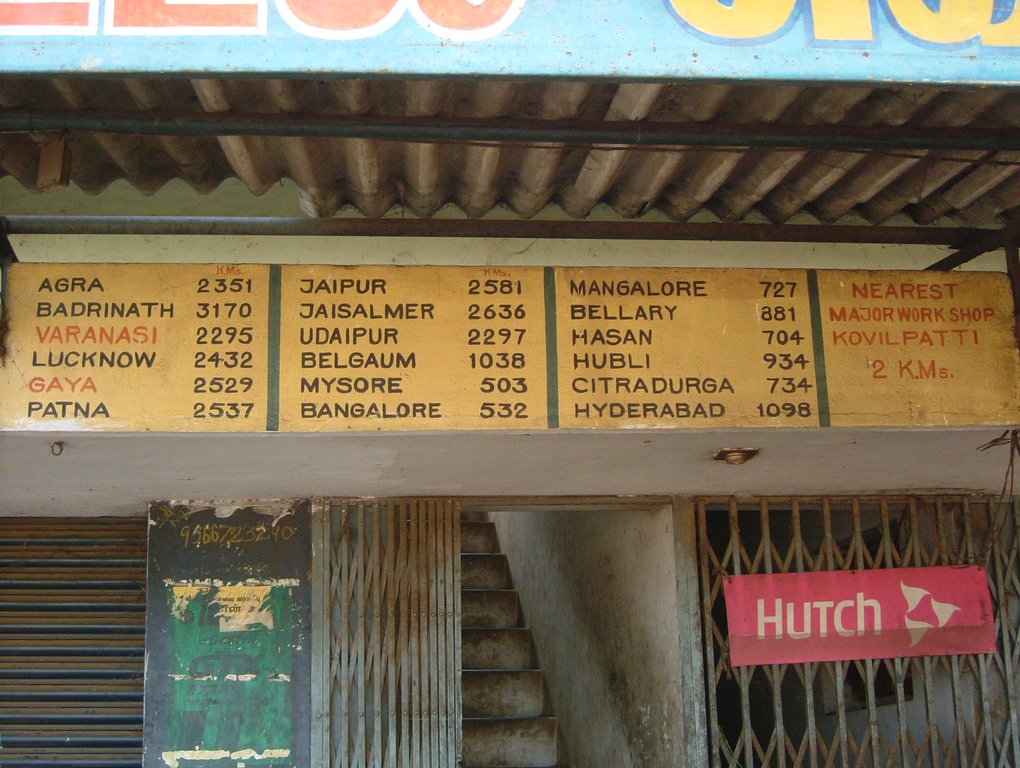 KMs.
AGRA 2351
BADRINATH 3170
VARANASI 2295
LUCKNOW 2432
GAYA 2529
PATNA 2537
KMs.
JAIPUR 2581
JAISALMER 2636
UDAIPUR 2297
BELGAUM 1038
MYSORE 503
BANGALORE 532
MANGALORE 727
BELLARY 881
HASAN 704
HUBLI 934
CITRADURGA 734
HYDERABAD 1098
NEAREST
MAJOR WORK SHOP
KOVILPATTI
2 K.Ms.
HUTCH